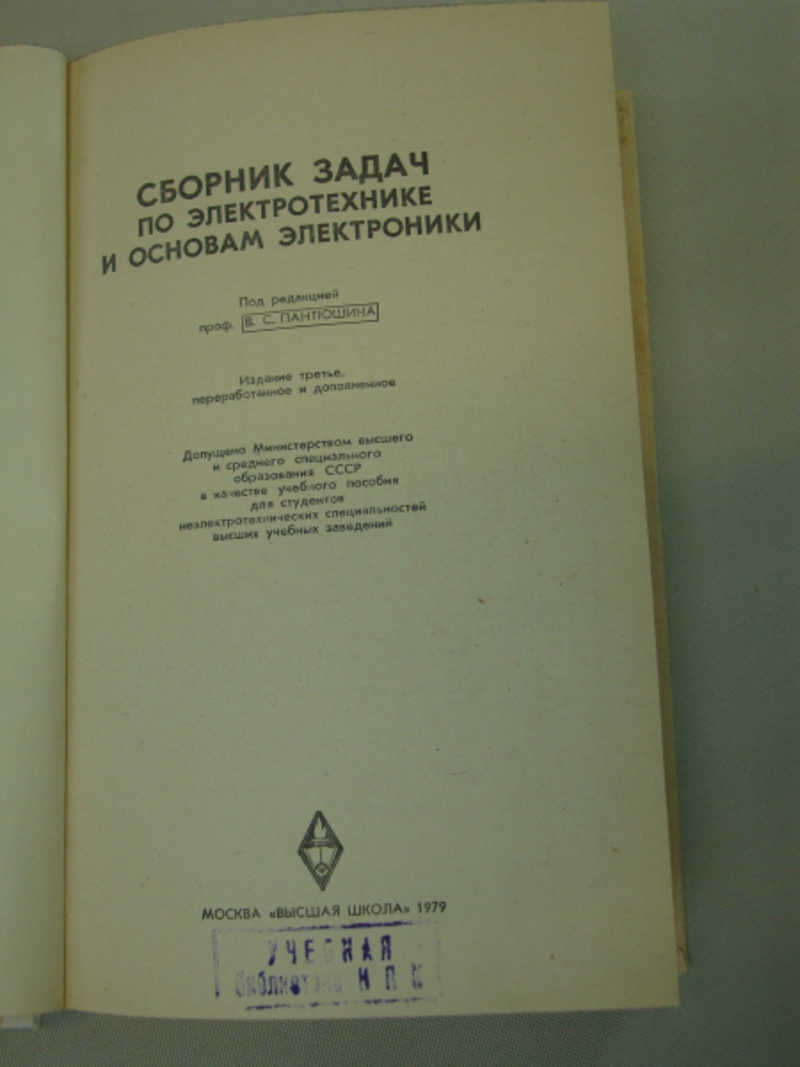 СБОРНИК ЗАДАЧ
ПО ЭЛЕКТРОТЕХНИКЕ
И ОСНОВАМ ЭЛЕКТРОНИКИ
Под редакцией
проф. В. С. ПАНТЮШИНА
Издание третье,
переработанное и дополненное
Допущено Министерством высшего
и среднего специального
образования СССР
в качестве учебного пособия
для студентов
неэлектротехнических специальностей
высших учебных заведений
МОСКВА «ВЫСШАЯ ШКОЛА» 1979
УЧЕБНАЯ